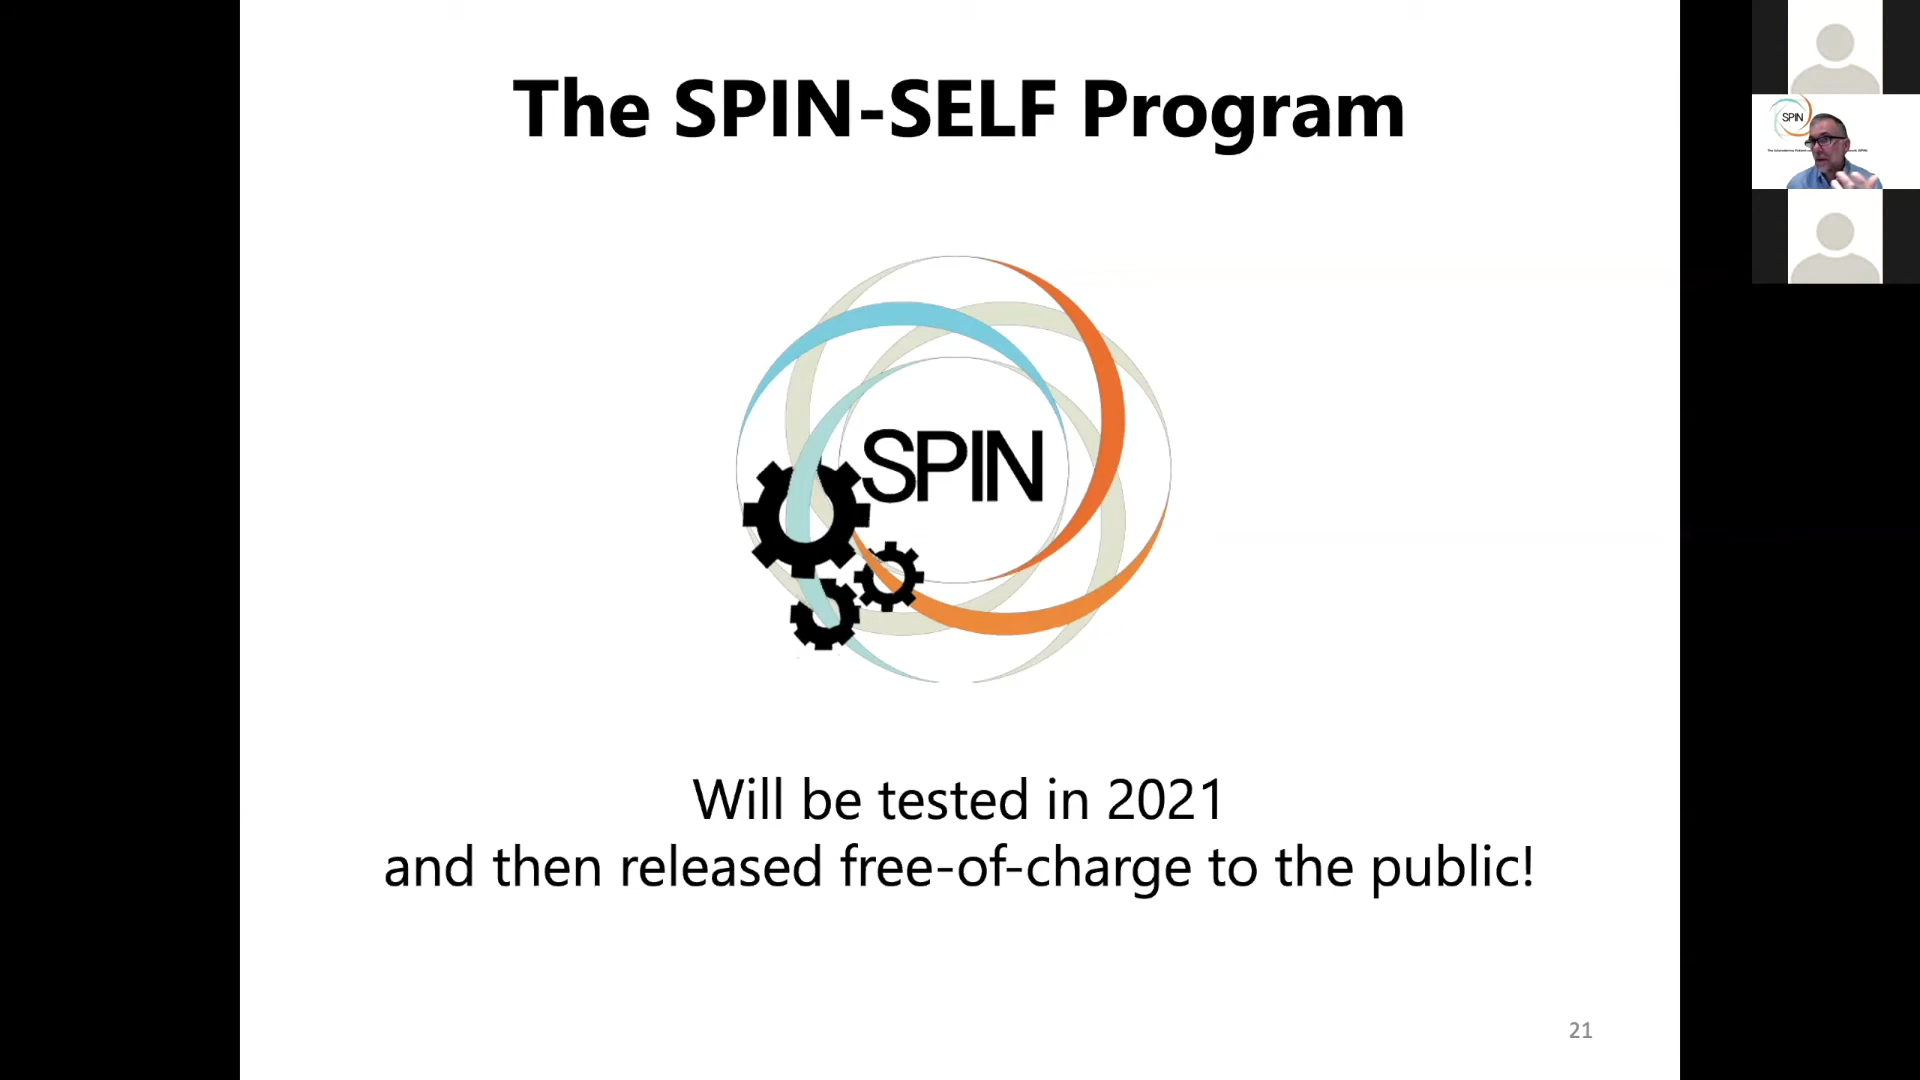 The SPIN-SELF Program
SPIN
Will be tested in 2021
and then released free-of-charge to the public!
21
SPIN